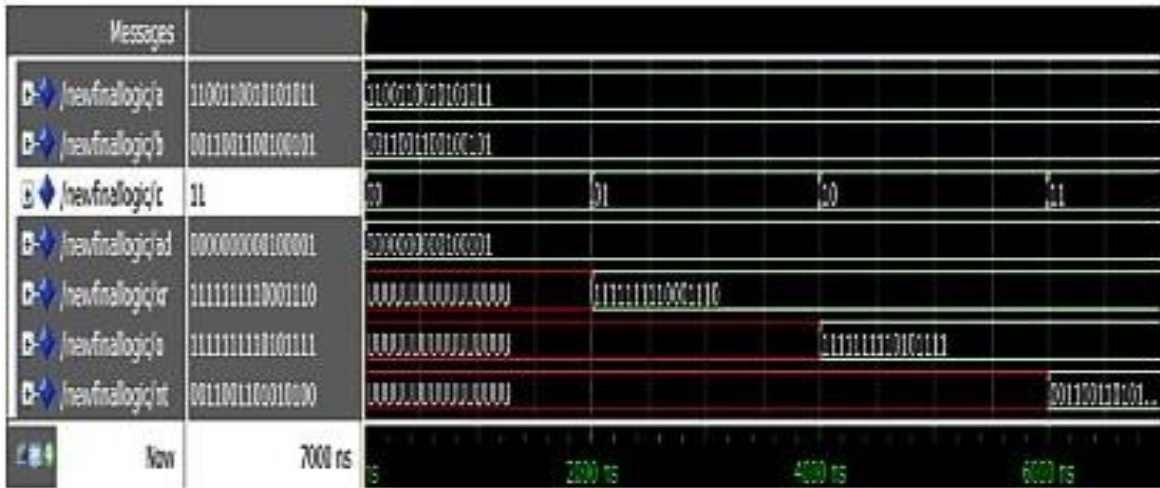 Messages
/newfinallogic/a 1100110010101011 1100110010101011
/newfinallogic/b 0011001100100101 0011001100100101
/newfinallogic/c 11 00 01 10 11
/newfinallogic/ad 0000000000100001 0000000000100001
/newfinallogic/xr 1111111110001110 UUUUUUUUUUUUUUUU 1111111110001110
/newfinallogic/o 1111111110101111 UUUUUUUUUUUUUUUU 1111111110101111
/newfinallogic/nt 0011001101010100 UUUUUUUUUUUUUUUU 001100110101...
Now 7000 ns ns 2000 ns 4000 ns 6000 ns